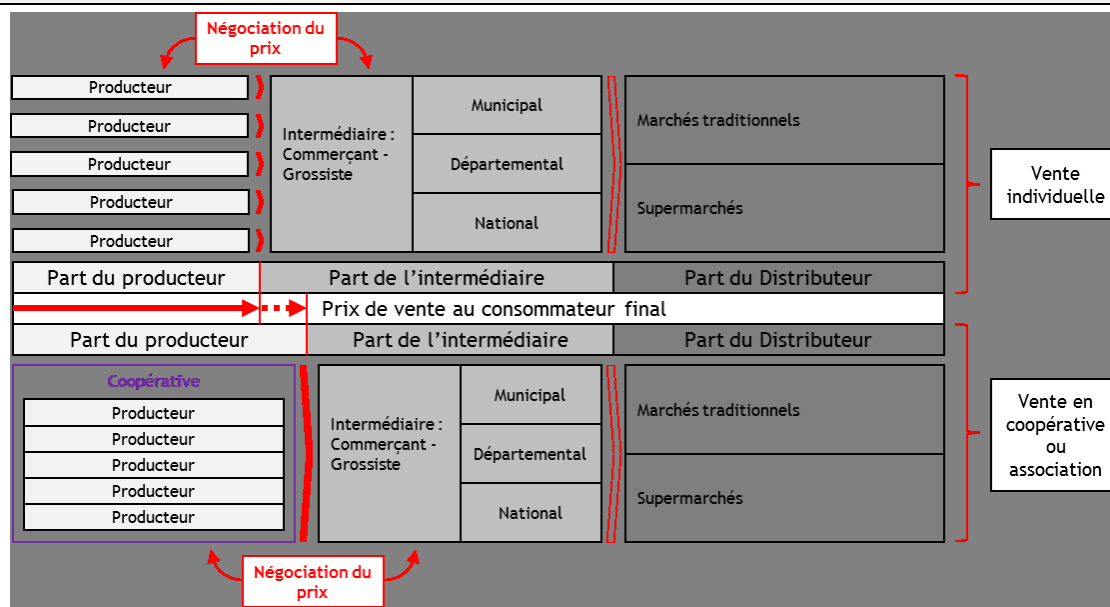 Négociation du
prix
Producteur
Producteur
Producteur
Producteur
Producteur
Intermédiaire :
Commerçant -
Grossiste
Municipal
Départemental
National
Marchés traditionnels
Supermarchés
Vente
individuelle
Part du producteur
Part de l’intermédiaire
Part du Distributeur
Prix de vente au consommateur final
Part du producteur
Part de l’intermédiaire
Part du Distributeur
Coopérative
Producteur
Producteur
Producteur
Producteur
Producteur
Intermédiaire :
Commerçant -
Grossiste
Municipal
Départemental
National
Marchés traditionnels
Supermarchés
Vente en
coopérative
ou
association
Négociation du
prix